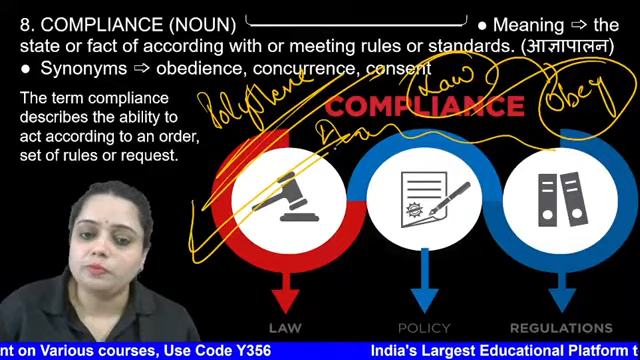 8. COMPLIANCE (NOUN) ● Meaning ⇨ the
state or fact of according with or meeting rules or standards. (आज्ञापालन)
● Synonyms ⇨ obedience, concurrence, consent
The term compliance
describes the ability to
act according to an order,
set of rules or request.
Law
Obey
COMPLIANCE
LAW
POLICY
REGULATIONS
nt on Various courses, Use Code Y356
India's Largest Educational Platform t